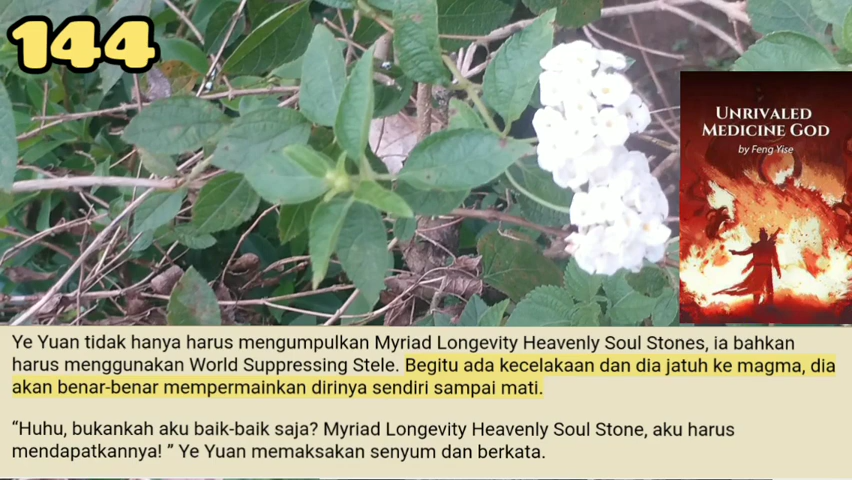 144
UNRIVALED
MEDICINE GOD
by Feng Yise
Ye Yuan tidak hanya harus mengumpulkan Myriad Longevity Heavenly Soul Stones, ia bahkan
harus menggunakan World Suppressing Stele. Begitu ada kecelakaan dan dia jatuh ke magma, dia
akan benar-benar mempermainkan dirinya sendiri sampai mati.
“Huhu, bukankah aku baik-baik saja? Myriad Longevity Heavenly Soul Stone, aku harus
mendapatkannya! ” Ye Yuan memaksakan senyum dan berkata.